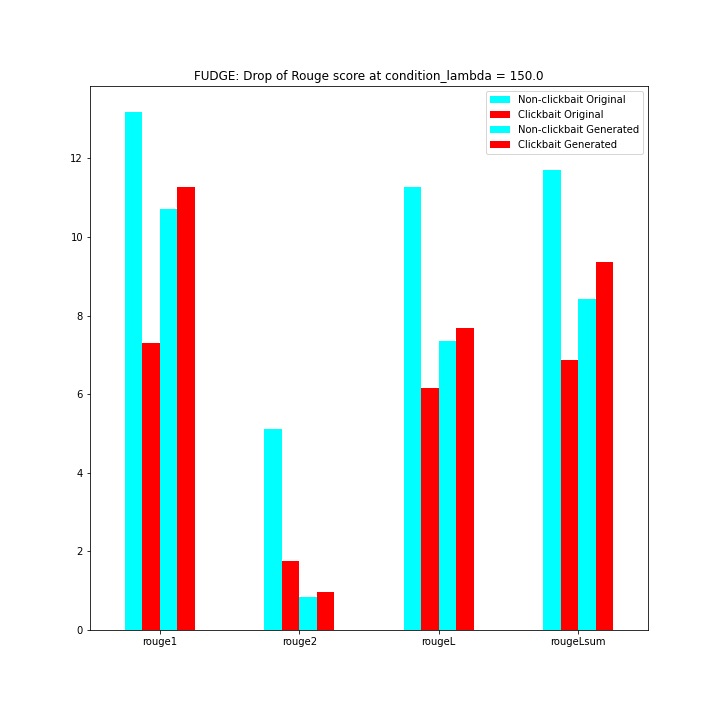 FUDGE: Drop of Rouge score at condition_lambda = 150.0
Non-clickbait Original
Clickbait Original
Non-clickbait Generated
Clickbait Generated
12
10
8
6
4
2
0
rouge1 rouge2 rougeL rougeLsum